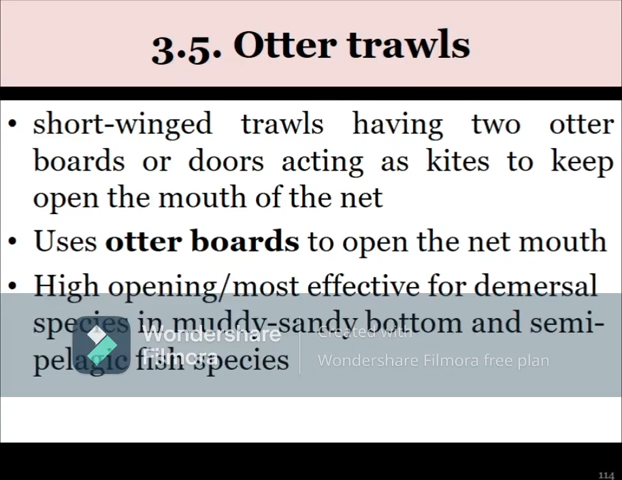 3.5. Otter trawls
• short-winged trawls having two otter
boards or doors acting as kites to keep
open the mouth of the net
• Uses otter boards to open the net mouth
• High opening/most effective for demersal
species in muddy-sandy bottom and semi-
pelagic fish species
Wondershare
Filmora
Created with
Wondershare Filmora free plan
114